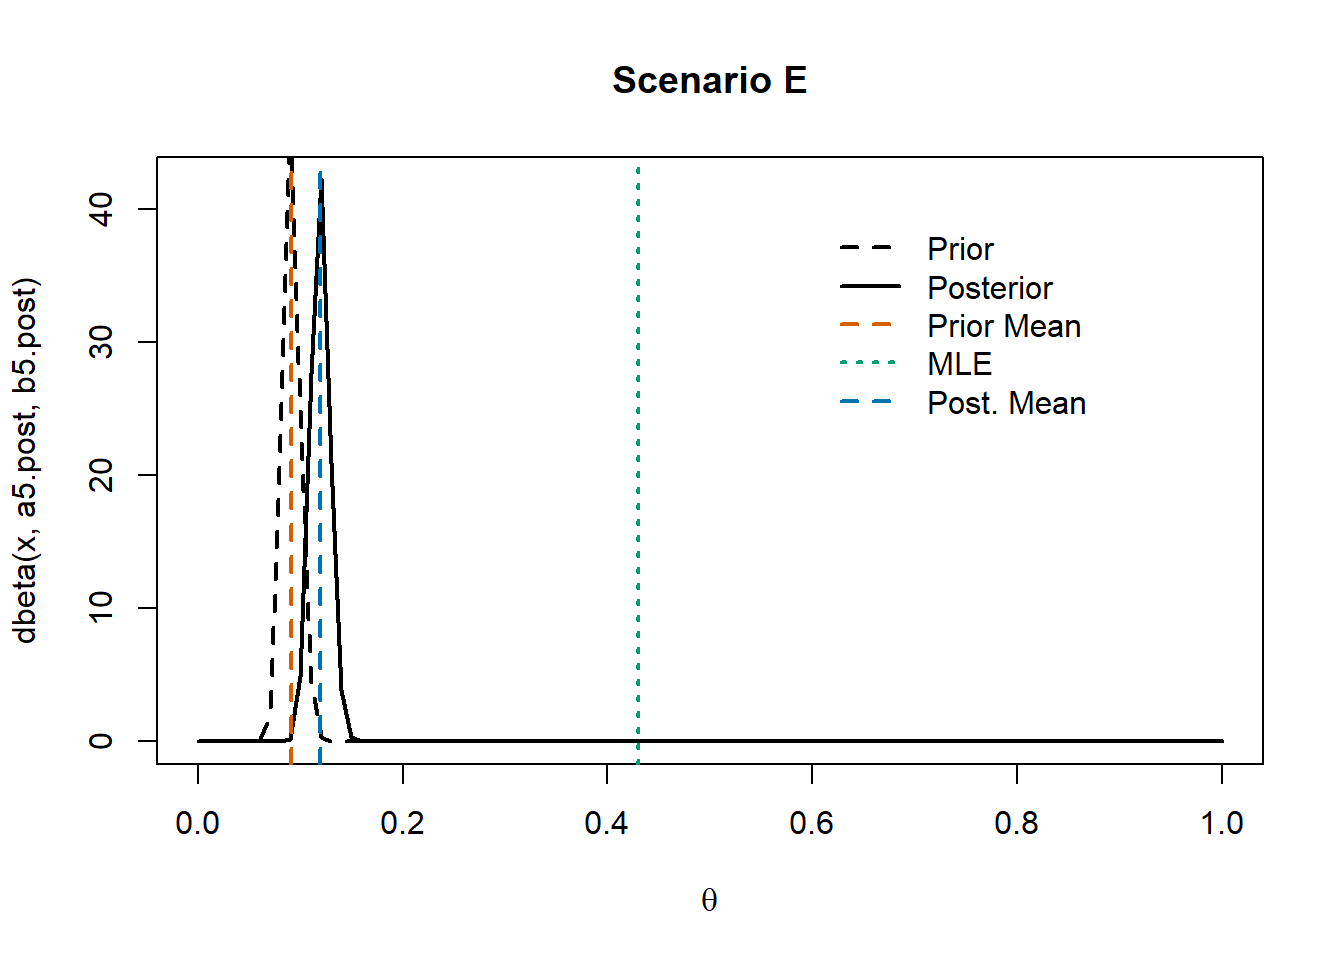 Scenario E
dbeta(x, a5.post, b5.post)
40
30
20
10
0
Prior
Posterior
Prior Mean
MLE
Post. Mean
0.0 0.2 0.4 0.6 0.8 1.0
θ